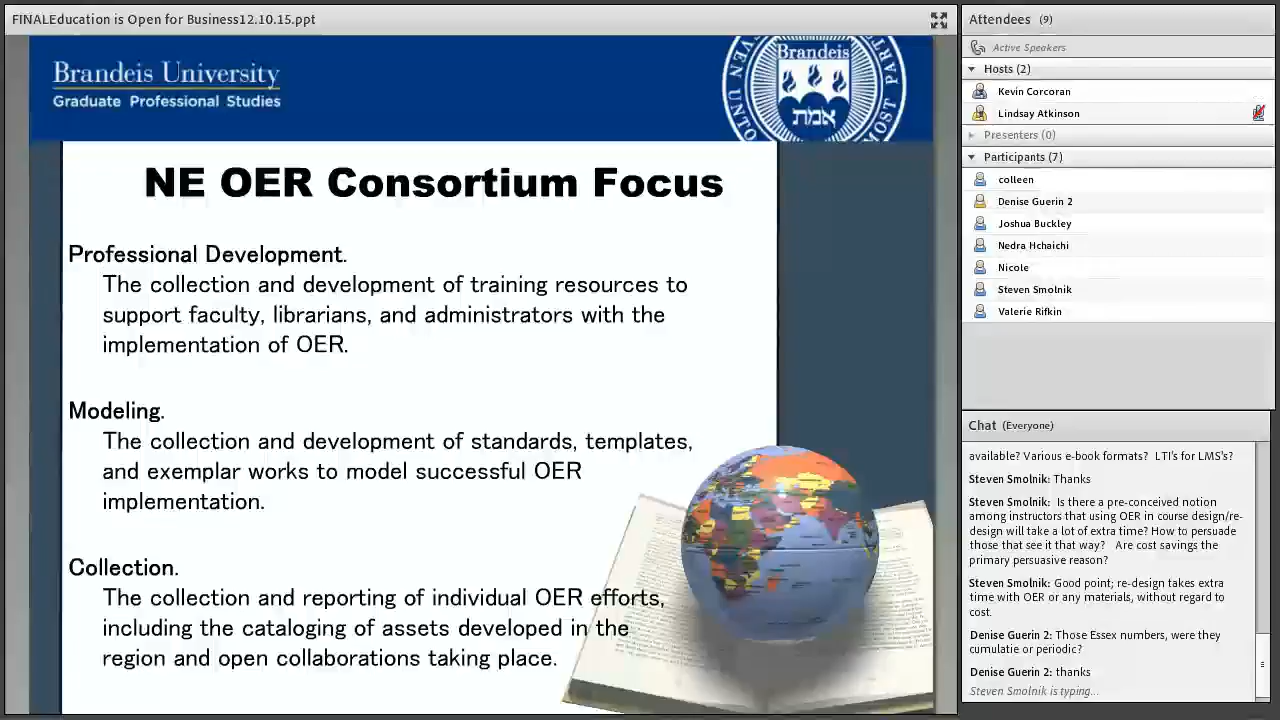 FINALEducation is Open for Business12.10.15.ppt
Brandeis University
Graduate Professional Studies
Brandeis
אמת
NE OER Consortium Focus
Professional Development.
The collection and development of training resources to
support faculty, librarians, and administrators with the
implementation of OER.
Modeling.
The collection and development of standards, templates,
and exemplar works to model successful OER
implementation.
Collection.
The collection and reporting of individual OER efforts,
including the cataloging of assets developed in the
region and open collaborations taking place.
Attendees (9)
Active Speakers
Hosts (2)
Kevin Corcoran
Lindsay Atkinson
Presenters (0)
Participants (7)
colleen
Denise Guerin 2
Joshua Buckley
Nedra Hchaichi
Nicole
Steven Smolnik
Valerie Rifkin
Chat (Everyone)
available? Various e-book formats? LTI's for LMS's?
Steven Smolnik: Thanks
Steven Smolnik: Is there a pre-conceived notion
among instructors that using OER in course design/re-
design will take a lot of extra time? How to persuade
those that see it that way? Are cost savings the
primary persuasive reason?
Steven Smolnik: Good point; re-design takes extra
time with OER or any materials, without regard to
cost.
Denise Guerin 2: Those Essex numbers, were they
cumulatie or periodic?
Denise Guerin 2: thanks
Steven Smolnik is typing...